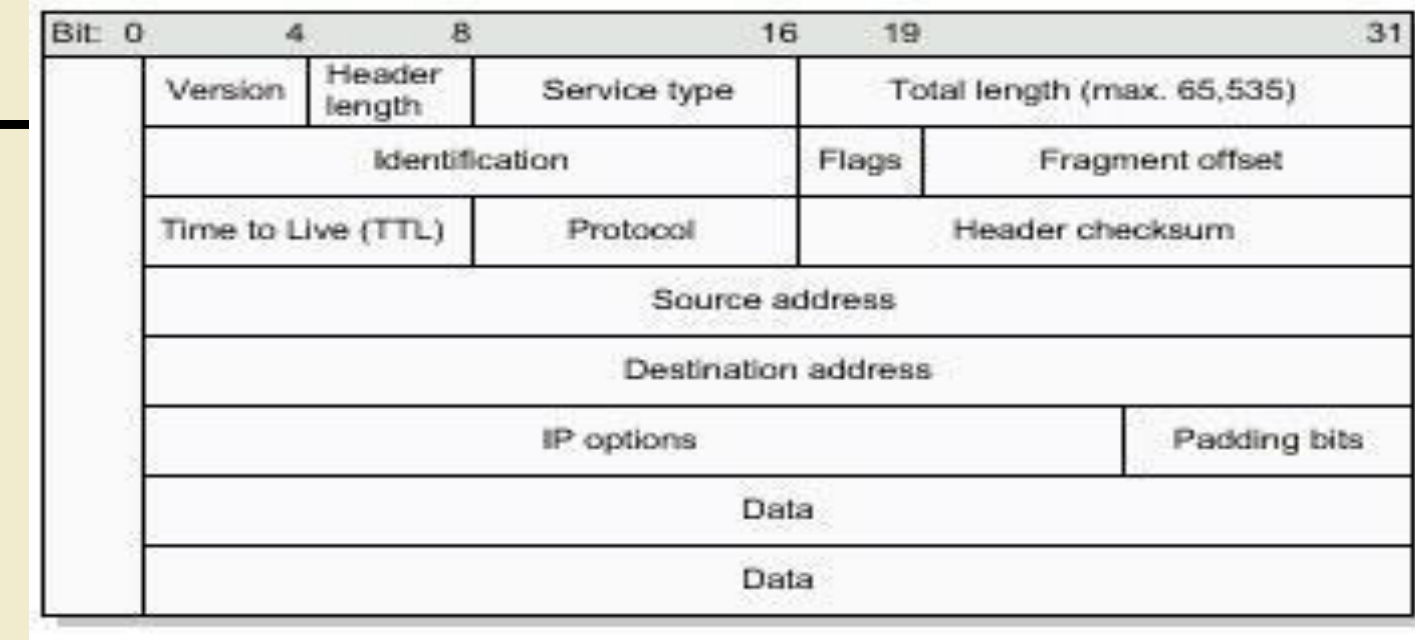 Bit: 0 4 8 16 19 31
Version Header length Service type Total length (max. 65,535)
Identification Flags Fragment offset
Time to Live (TTL) Protocol Header checksum
Source address
Destination address
IP options Padding bits
Data
Data